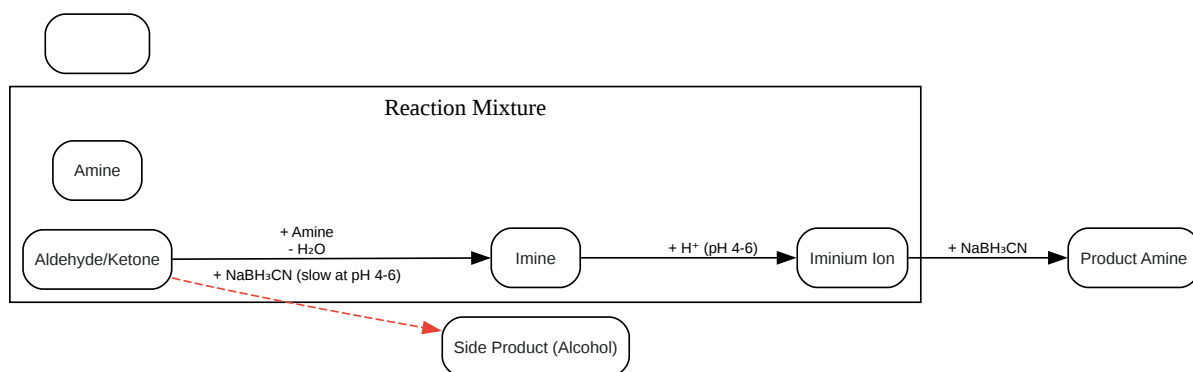 Reaction Mixture
Amine
+ Amine
- H₂O
Aldehyde/Ketone
Imine
+ H⁺ (pH 4-6)
Iminium Ion
+ NaBH₃CN
Product Amine
+ NaBH₃CN (slow at pH 4-6)
Side Product (Alcohol)